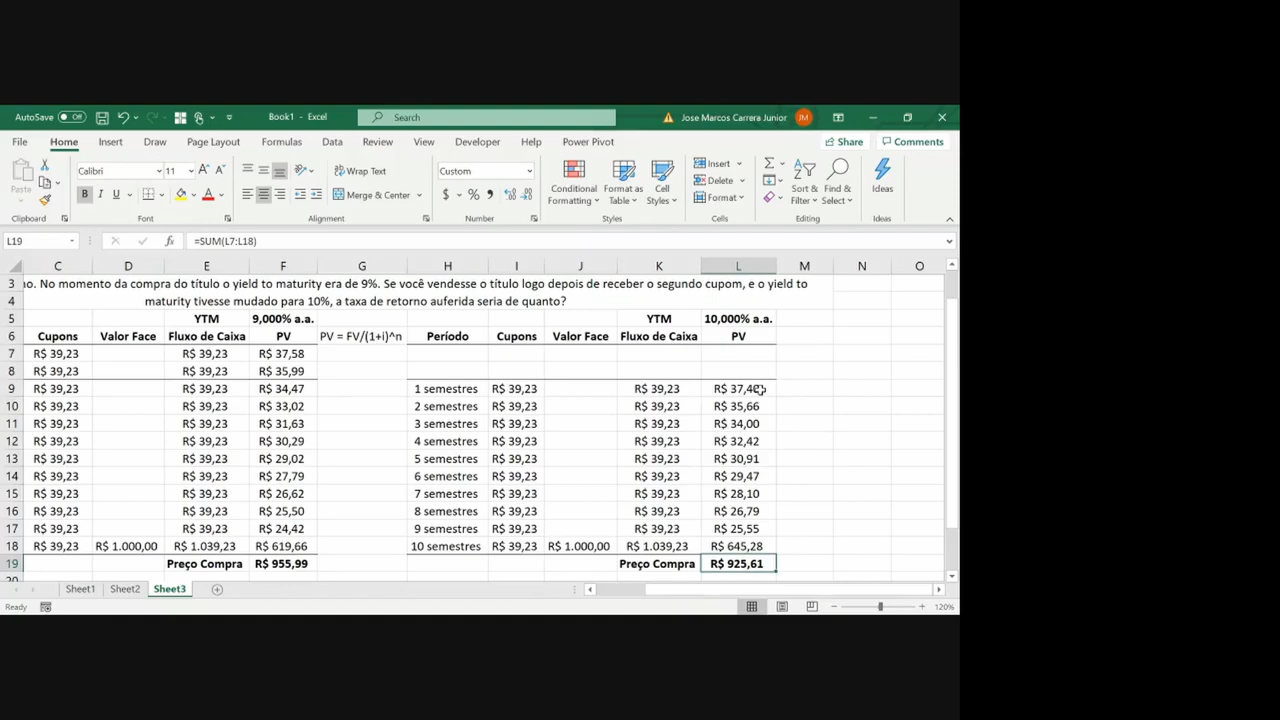 AutoSave Off Book1 - Excel Search Jose Marcos Carrera Junior JM
File Home Insert Draw Page Layout Formulas Data Review View Developer Help Power Pivot Share Comments
Paste Calibri 11 A A Wrap Text Custom Conditional Formatting Format as Table Cell Styles Insert Delete Format Sort & Filter Find & Select Ideas
B I U Merge & Center $ %
Clipboard Font Alignment Number Styles Cells Editing Ideas
L19 fx =SUM(L7:L18)
C D E F G H I J K L M N O
3 no. No momento da compra do título o yield to maturity era de 9%. Se você vendesse o título logo depois de receber o segundo cupom, e o yield to
4 maturity tivesse mudado para 10%, a taxa de retorno auferida seria de quanto?
5 YTM 9,000% a.a. YTM 10,000% a.a.
6 Cupons Valor Face Fluxo de Caixa PV PV = FV/(1+i)^n Período Cupons Valor Face Fluxo de Caixa PV
7 R$ 39,23 R$ 39,23 R$ 37,58
8 R$ 39,23 R$ 39,23 R$ 35,99
9 R$ 39,23 R$ 39,23 R$ 34,47 1 semestres R$ 39,23 R$ 39,23 R$
10 R$ 39,23 R$ 39,23 R$ 33,02 2 semestres R$ 39,23 R$ 39,23 R$ 35,66
11 R$ 39,23 R$ 39,23 R$ 31,63 3 semestres R$ 39,23 R$ 39,23 R$ 34,00
12 R$ 39,23 R$ 39,23 R$ 30,29 4 semestres R$ 39,23 R$ 39,23 R$ 32,42
13 R$ 39,23 R$ 39,23 R$ 29,02 5 semestres R$ 39,23 R$ 39,23 R$ 30,91
14 R$ 39,23 R$ 39,23 R$ 27,79 6 semestres R$ 39,23 R$ 39,23 R$ 29,47
15 R$ 39,23 R$ 39,23 R$ 26,62 7 semestres R$ 39,23 R$ 39,23 R$ 28,10
16 R$ 39,23 R$ 39,23 R$ 25,50 8 semestres R$ 39,23 R$ 39,23 R$ 26,79
17 R$ 39,23 R$ 39,23 R$ 24,42 9 semestres R$ 39,23 R$ 39,23 R$ 25,55
18 R$ 39,23 R$ 1.000,00 R$ 1.039,23 R$ 619,66 10 semestres R$ 39,23 R$ 1.000,00 R$ 1.039,23 R$ 645,28
19 Preço Compra R$ 955,99 Preço Compra R$ 925,61
Sheet1 Sheet2 Sheet3
Ready 120%